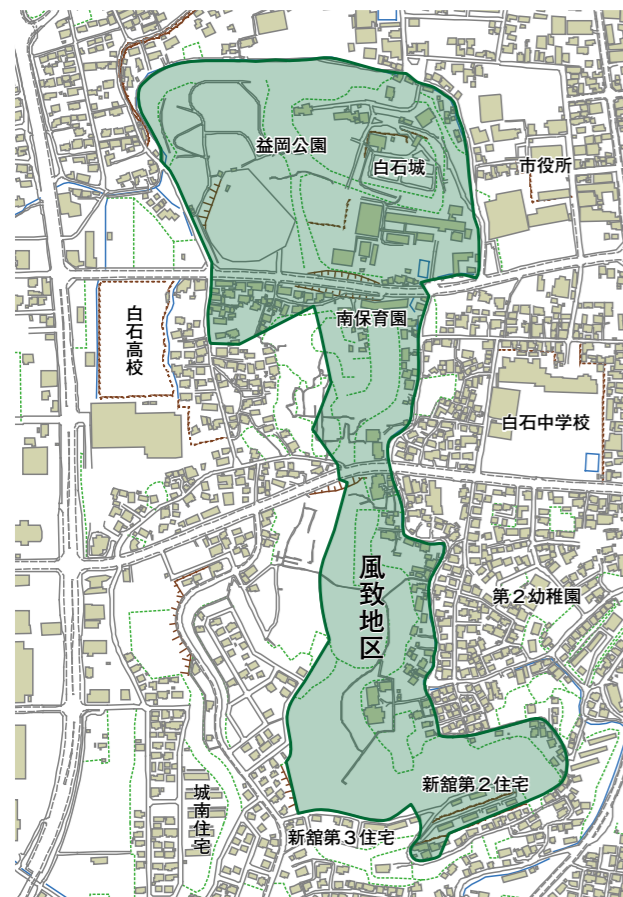 益岡公園
白石城
市役所
南保育園
白石高校
白石中学校
風致地区
第２幼稚園
新舘第２住宅
城南住宅
新舘第３住宅